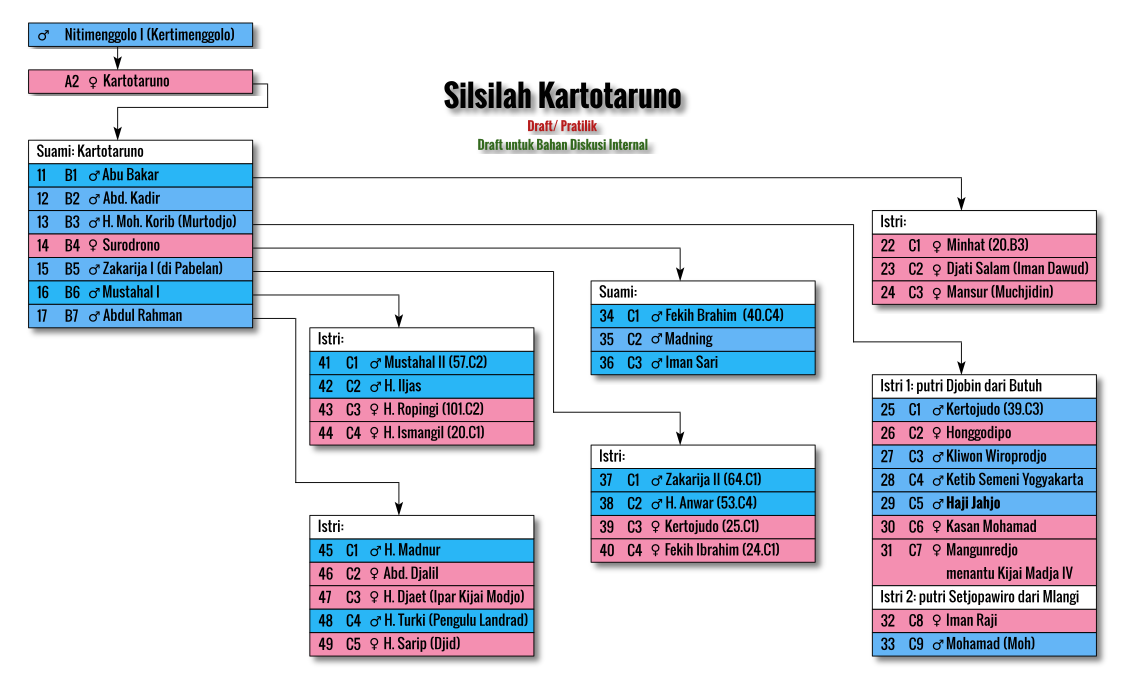 ♂ Nitimenggolo I (Kertimenggolo)
A2 ♀ Kartotaruno
Silsilah Kartotaruno
Draft/ Pratilik
Draft untuk Bahan Diskusi Internal
Suami: Kartotaruno
11 B1 ♂ Abu Bakar
12 B2 ♂ Abd. Kadir
13 B3 ♂ H. Moh. Korib (Murtodjo)
14 B4 ♀ Surodrono
15 B5 ♂ Zakarija I (di Pabelan)
16 B6 ♂ Mustahal I
17 B7 ♂ Abdul Rahman
Istri:
22 C1 ♀ Minhat (20.B3)
23 C2 ♀ Djati Salam (Iman Dawud)
24 C3 ♀ Mansur (Muchjidin)
Suami:
34 C1 ♂ Fekih Brahim (40.C4)
35 C2 ♂ Madning
36 C3 ♂ Iman Sari
Istri:
41 C1 ♂ Mustahal II (57.C2)
42 C2 ♂ H. Iljas
43 C3 ♀ H. Ropingi (101.C2)
44 C4 ♀ H. Ismangil (20.C1)
Istri 1: putri Djobin dari Butuh
25 C1 ♂ Kertojudo (39.C3)
26 C2 ♀ Honggodipo
27 C3 ♂ Kliwon Wiroprodjo
28 C4 ♂ Ketib Semeni Yogyakarta
29 C5 ♂ Haji Jahjo
30 C6 ♀ Kasan Mohamad
31 C7 ♀ Mangunredjo
menantu Kijai Madja IV
Istri 2: putri Setjopawiro dari Mlangi
32 C8 ♀ Iman Raji
33 C9 ♂ Mohamad (Moh)
Istri:
37 C1 ♂ Zakarija II (64.C1)
38 C2 ♂ H. Anwar (53.C4)
39 C3 ♀ Kertojudo (25.C1)
40 C4 ♀ Fekih Ibrahim (24.C1)
Istri:
45 C1 ♂ H. Madnur
46 C2 ♀ Abd. Djalil
47 C3 ♀ H. Djaet (Ipar Kijai Modjo)
48 C4 ♂ H. Turki (Pengulu Landrad)
49 C5 ♀ H. Sarip (Djid)